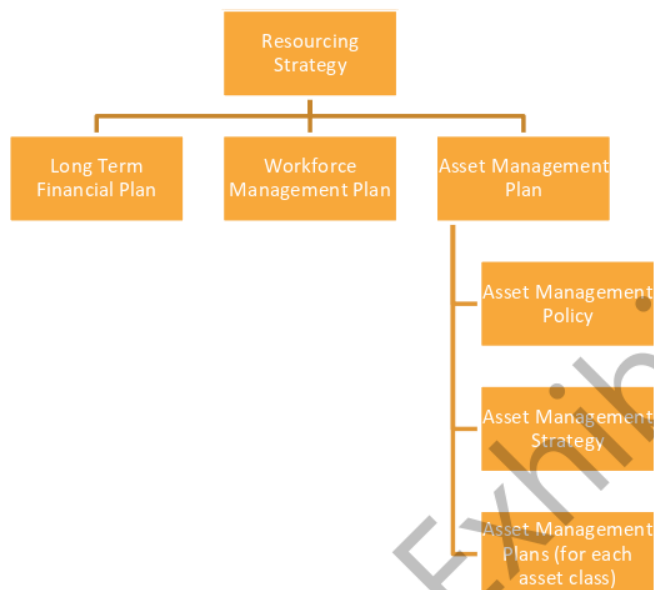 Resourcing
Strategy
Long Term
Financial Plan
Workforce
Management Plan
Asset Management
Plan
Asset Management
Policy
Asset Management
Strategy
Asset Management
Plans (for each
asset class)
Exhibi